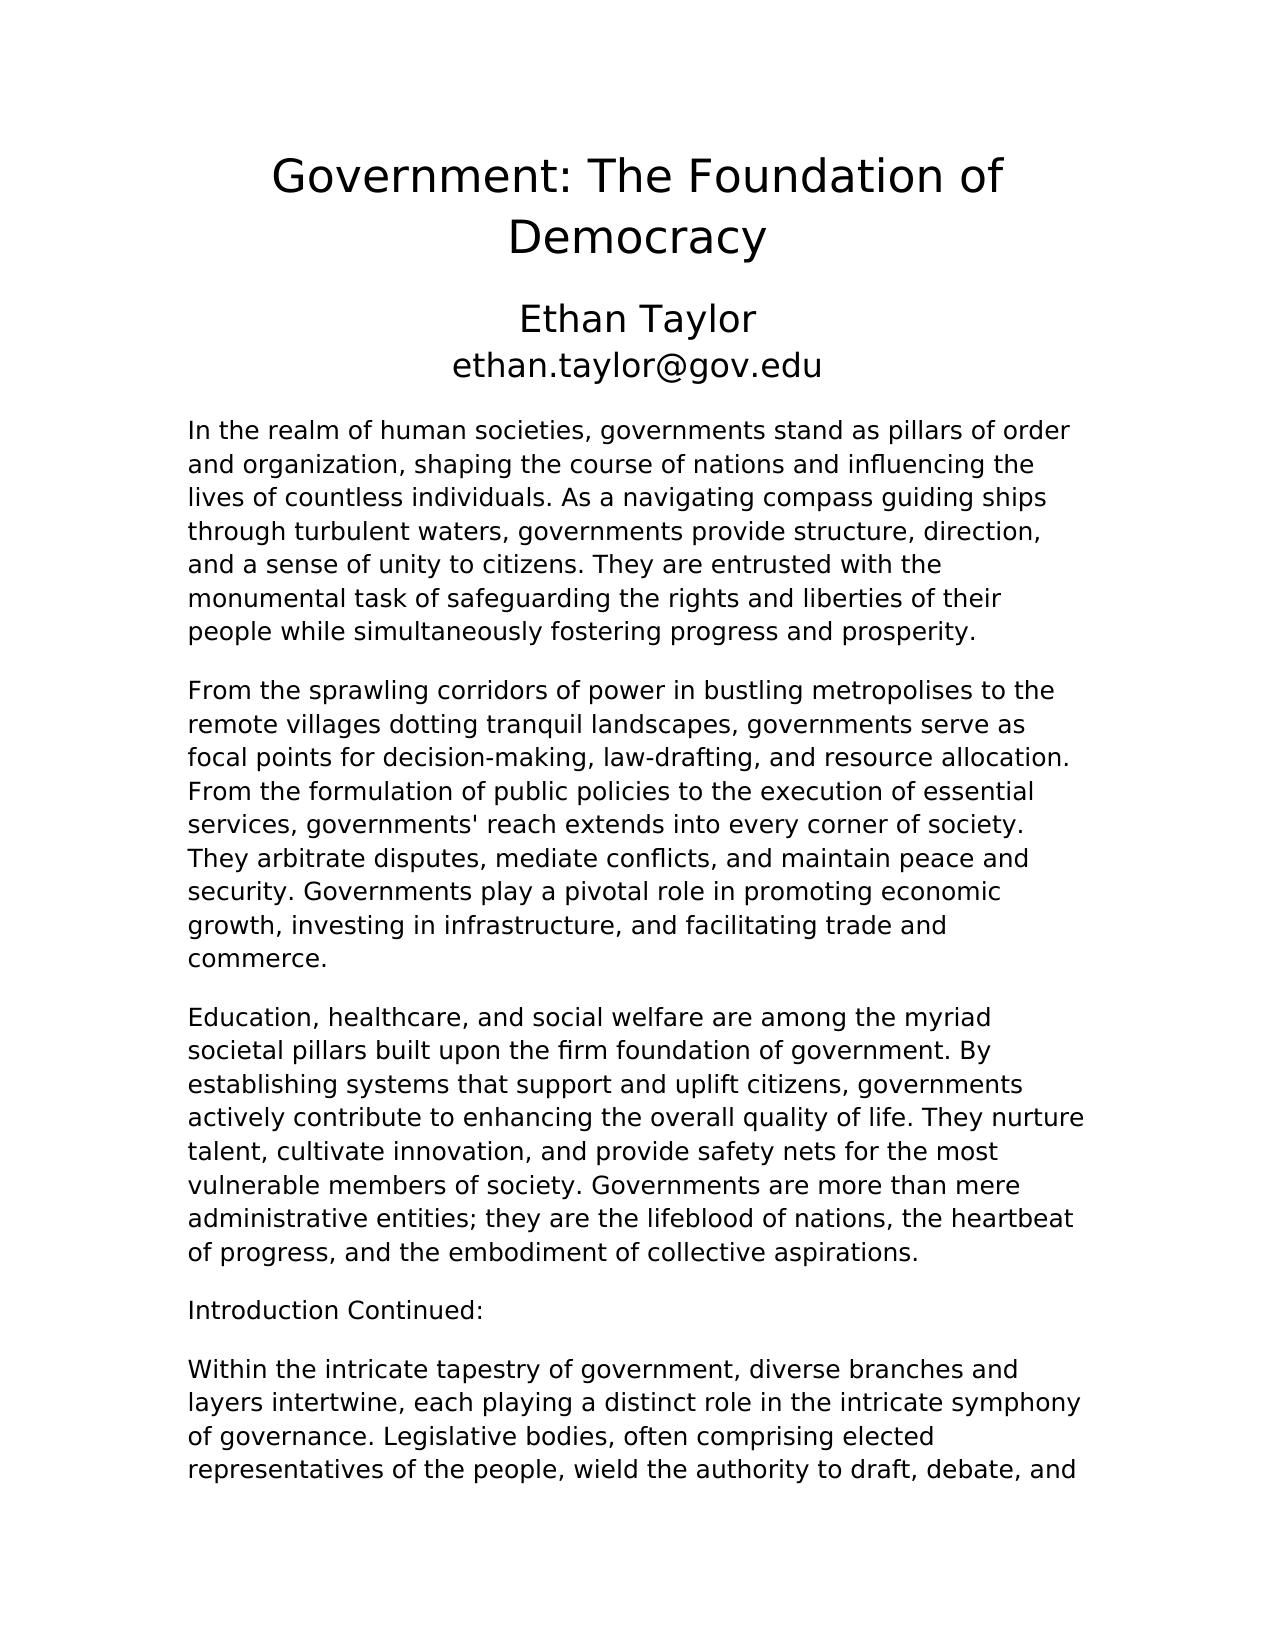 Government: The Foundation of
Democracy
Ethan Taylor
ethan.taylor@gov.edu
In the realm of human societies, governments stand as pillars of order
and organization, shaping the course of nations and influencing the
lives of countless individuals. As a navigating compass guiding ships
through turbulent waters, governments provide structure, direction,
and a sense of unity to citizens. They are entrusted with the
monumental task of safeguarding the rights and liberties of their
people while simultaneously fostering progress and prosperity.
From the sprawling corridors of power in bustling metropolises to the
remote villages dotting tranquil landscapes, governments serve as
focal points for decision-making, law-drafting, and resource allocation.
From the formulation of public policies to the execution of essential
services, governments' reach extends into every corner of society.
They arbitrate disputes, mediate conflicts, and maintain peace and
security. Governments play a pivotal role in promoting economic
growth, investing in infrastructure, and facilitating trade and
commerce.
Education, healthcare, and social welfare are among the myriad
societal pillars built upon the firm foundation of government. By
establishing systems that support and uplift citizens, governments
actively contribute to enhancing the overall quality of life. They nurture
talent, cultivate innovation, and provide safety nets for the most
vulnerable members of society. Governments are more than mere
administrative entities; they are the lifeblood of nations, the heartbeat
of progress, and the embodiment of collective aspirations.
Introduction Continued:
Within the intricate tapestry of government, diverse branches and
layers intertwine, each playing a distinct role in the intricate symphony
of governance. Legislative bodies, often comprising elected
representatives of the people, wield the authority to draft, debate, and